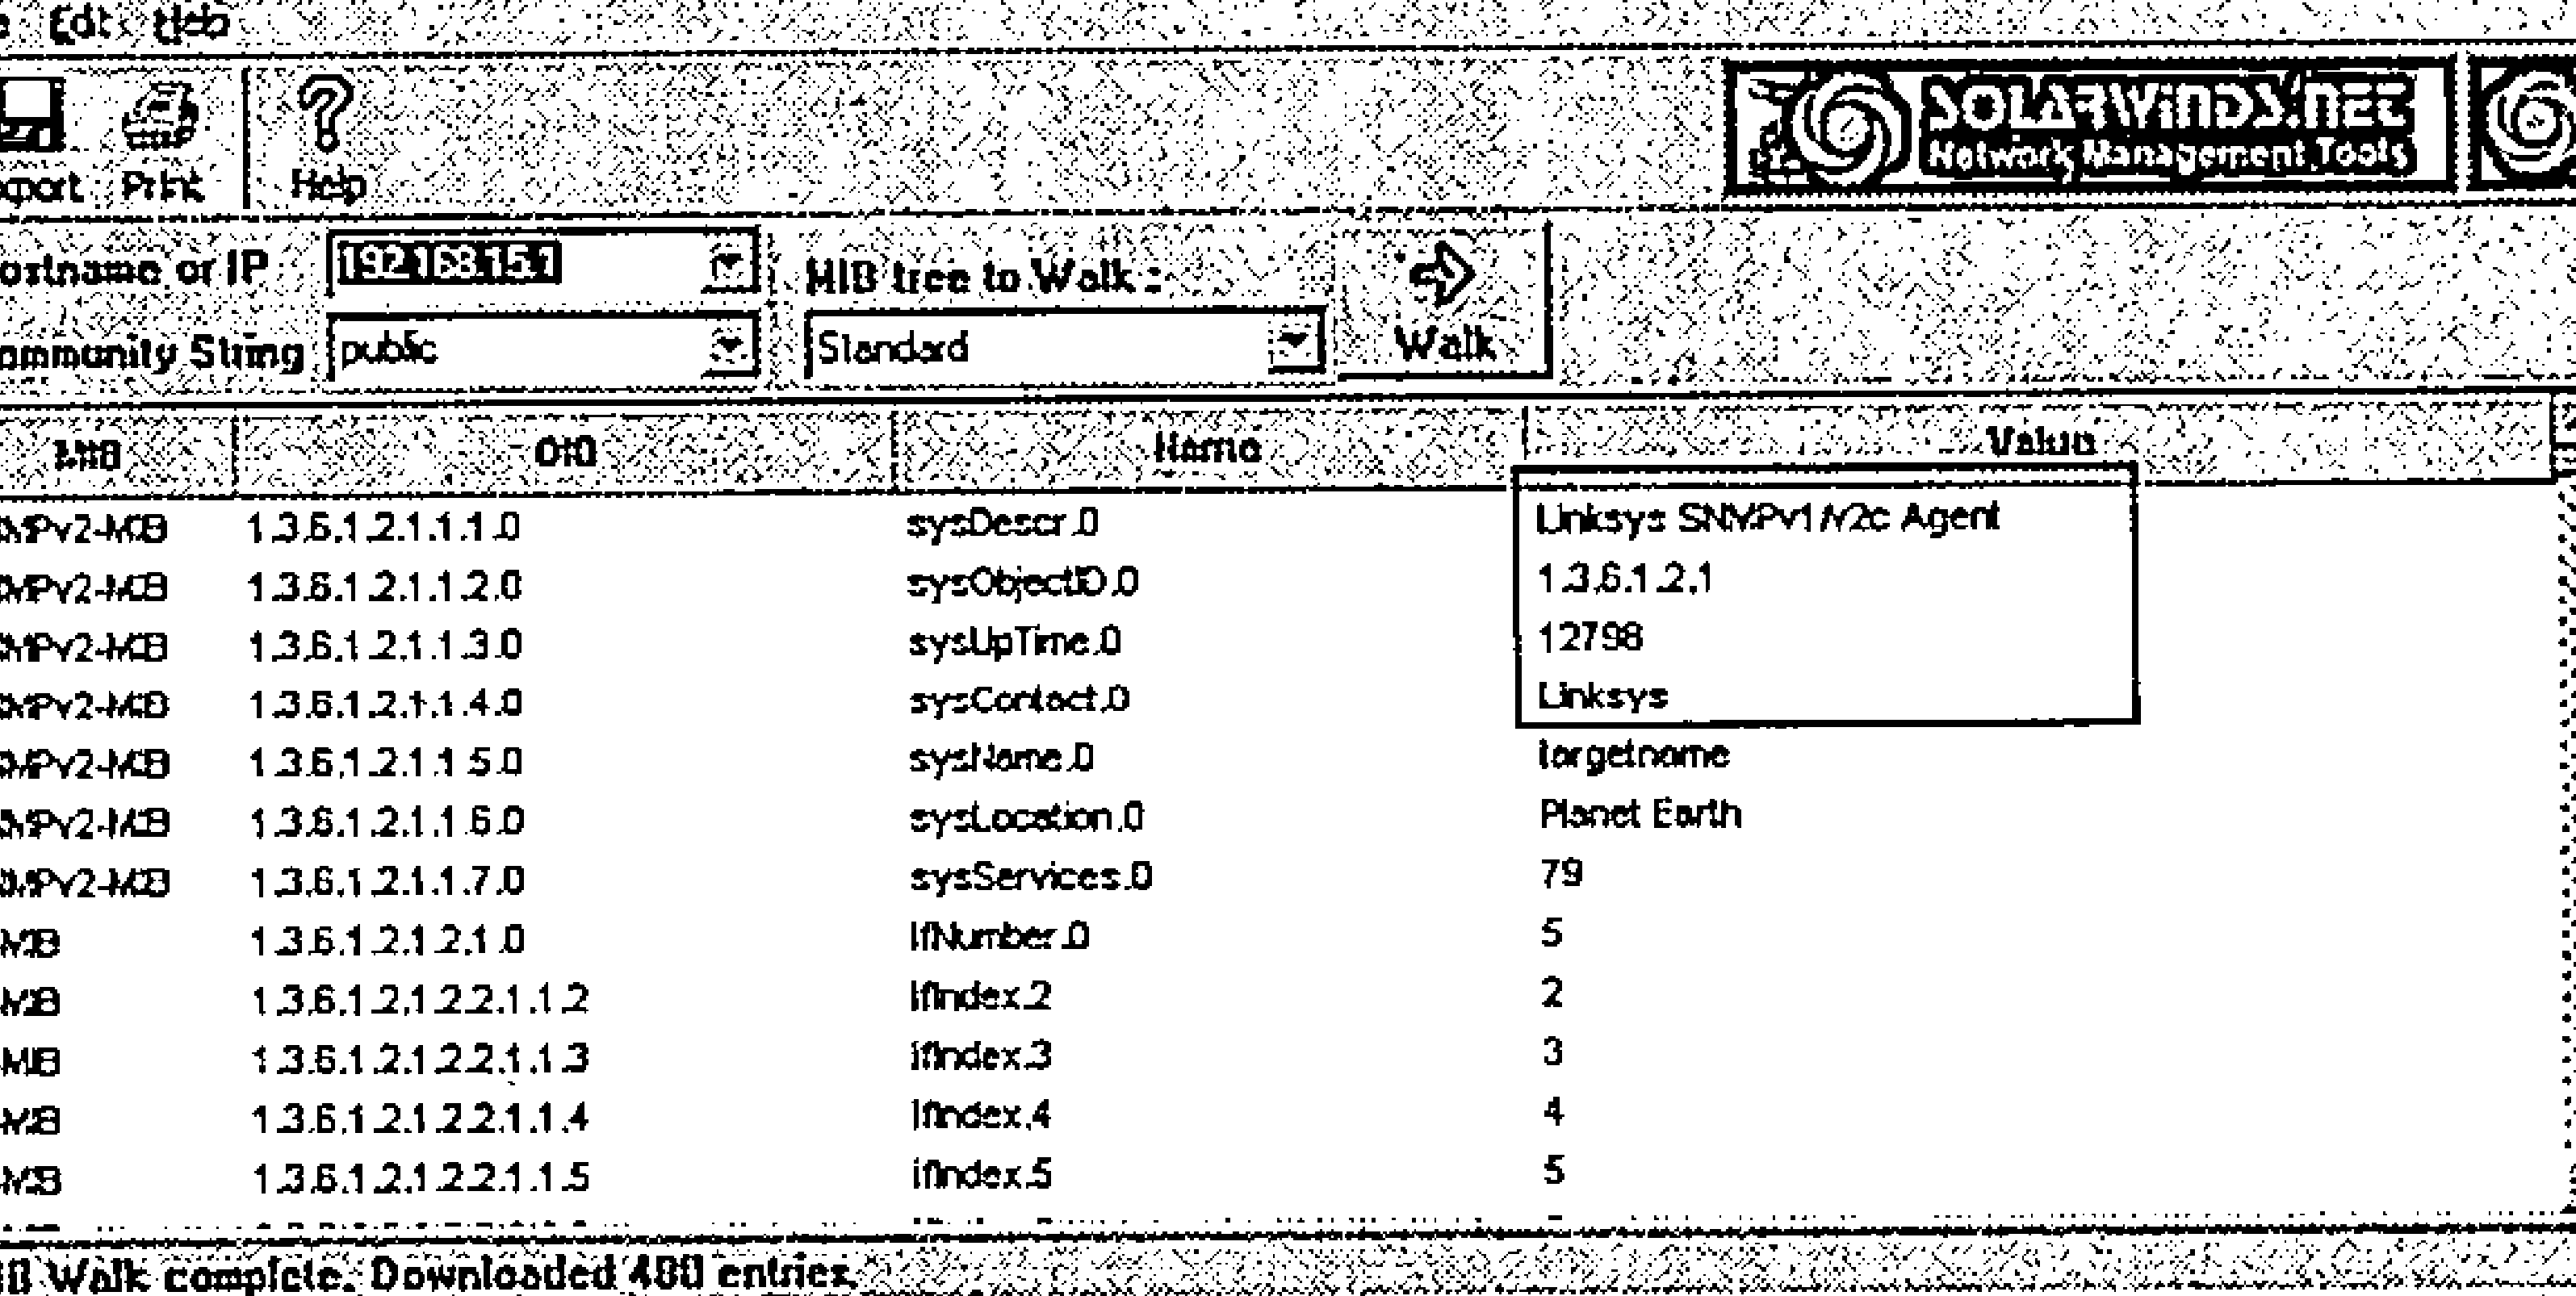 Edit Help
SOLARWINDS.NET
Network Management Tools
Print Help
192.168.15.1
or IP
MIB tree to Walk :
String public Standard Walk
MIB OID Name Value
1.3.6.1.2.1.1.1.0 sysDescr.0 Linksys SNMPv1/v2c Agent
1.3.6.1.2.1.1.2.0 sysObjectID.0 1.3.6.1.2.1
1.3.6.1.2.1.1.3.0 sysUpTime.0 12798
1.3.6.1.2.1.1.4.0 sysContact.0 Linksys
1.3.6.1.2.1.1.5.0 sysName.0 targetname
1.3.6.1.2.1.1.6.0 sysLocation.0 Planet Earth
1.3.6.1.2.1.1.7.0 sysServices.0 79
1.3.6.1.2.1.2.1.0 ifNumber.0 5
1.3.6.1.2.1.2.2.1.1.2 ifIndex.2 2
1.3.6.1.2.1.2.2.1.1.3 ifIndex.3 3
1.3.6.1.2.1.2.2.1.1.4 ifIndex.4 4
1.3.6.1.2.1.2.2.1.1.5 ifIndex.5 5
Walk complete. Downloaded entries.